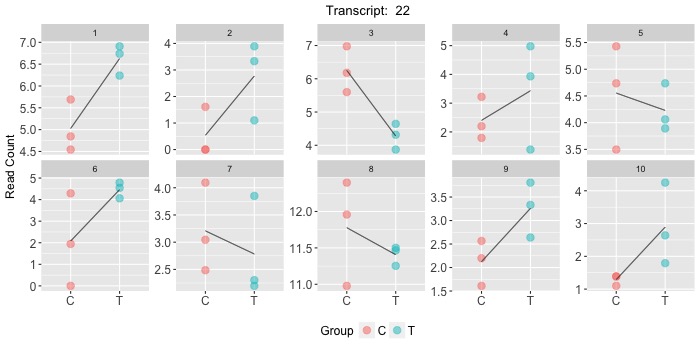 Transcript: 22
1 2 3 4 5
7.0 4 7 5 5.5
6.5 3 6 4 5.0
6.0
5.5 2 4.5
5.0 1 5 3 4.0
4.5 0 4 2 3.5
Read Count
6 7 8 9 10
5 4.0 12.0 3.5 4
4 3.5 3.0 3
3 3.0 11.5 2.5
2 2.0 2
1 2.5
0 11.0 1.5 1
C T C T C T C T C T
Group C T